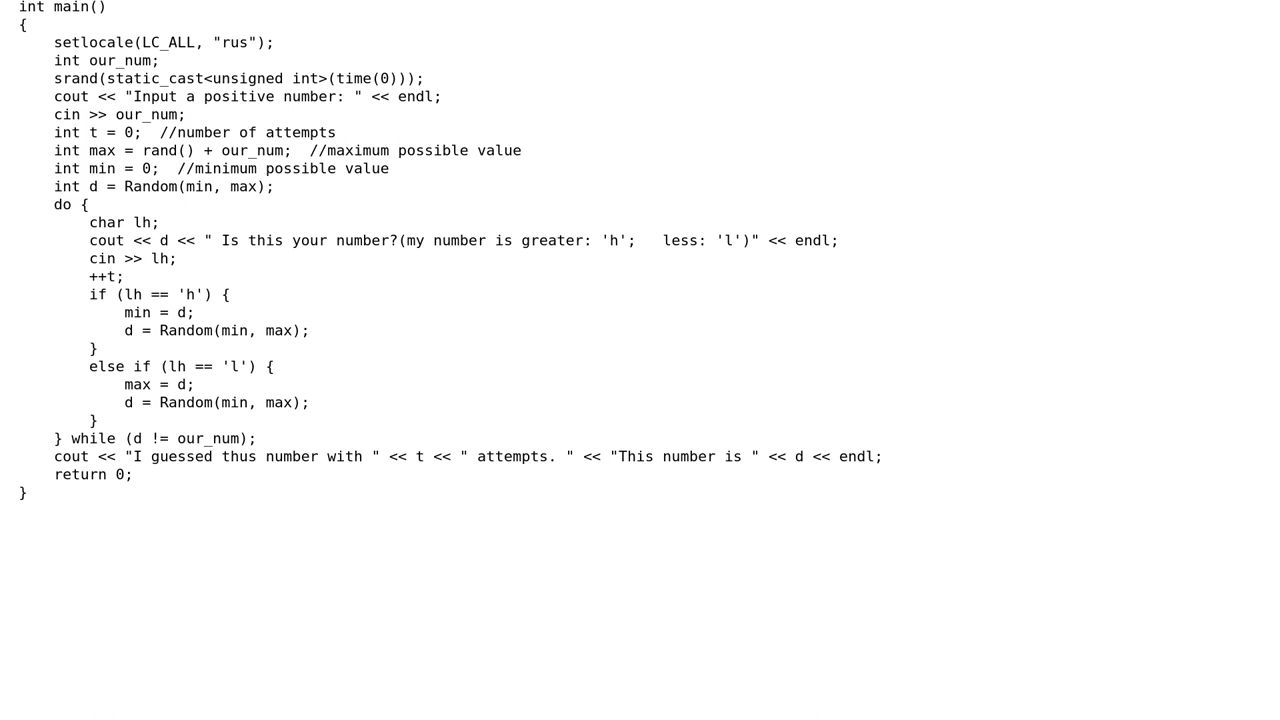 int main()
{
    setlocale(LC_ALL, "rus");
    int our_num;
    srand(static_cast<unsigned int>(time(0)));
    cout << "Input a positive number: " << endl;
    cin >> our_num;
    int t = 0;  //number of attempts
    int max = rand() + our_num;  //maximum possible value
    int min = 0;  //minimum possible value
    int d = Random(min, max);
    do {
        char lh;
        cout << d << " Is this your number?(my number is greater: 'h';   less: 'l')" << endl;
        cin >> lh;
        ++t;
        if (lh == 'h') {
            min = d;
            d = Random(min, max);
        }
        else if (lh == 'l') {
            max = d;
            d = Random(min, max);
        }
    } while (d != our_num);
    cout << "I guessed thus number with " << t << " attempts. " << "This number is " << d << endl;
    return 0;
}